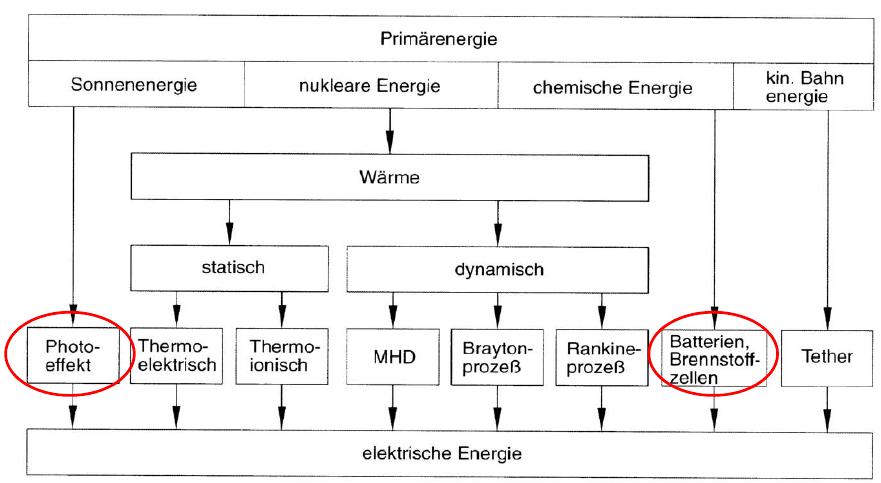 Primärenergie
Sonnenenergie
nukleare Energie
chemische Energie
kin. Bahn
energie
Wärme
statisch
dynamisch
Photo-
effekt
Thermo-
elektrisch
Thermo-
ionisch
MHD
Brayton-
prozeß
Rankine-
prozeß
Batterien,
Brennstoff-
zellen
Tether
elektrische Energie